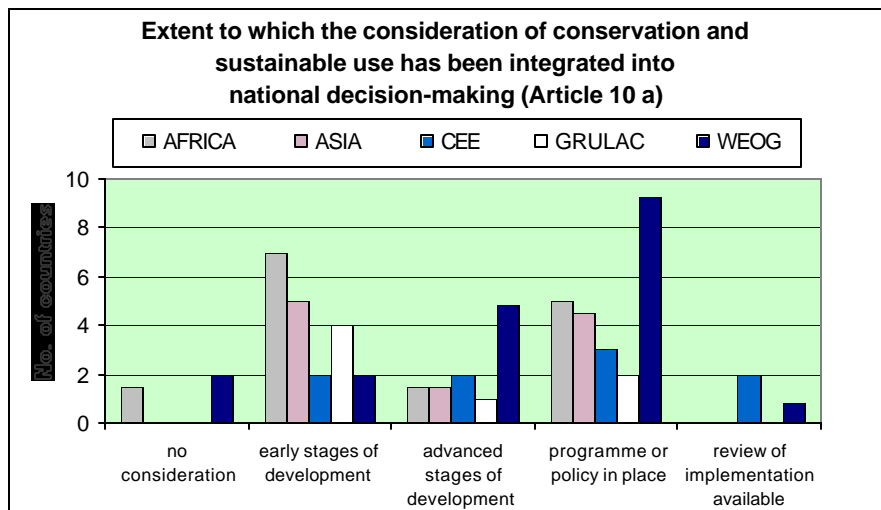 Extent to which the consideration of conservation and
sustainable use has been integrated into
national decision-making (Article 10 a)
AFRICA ASIA CEE GRULAC WEOG
No. of countries
10
8
6
4
2
0
no
consideration
early stages of
development
advanced
stages of
development
programme or
policy in place
review of
implementation
available